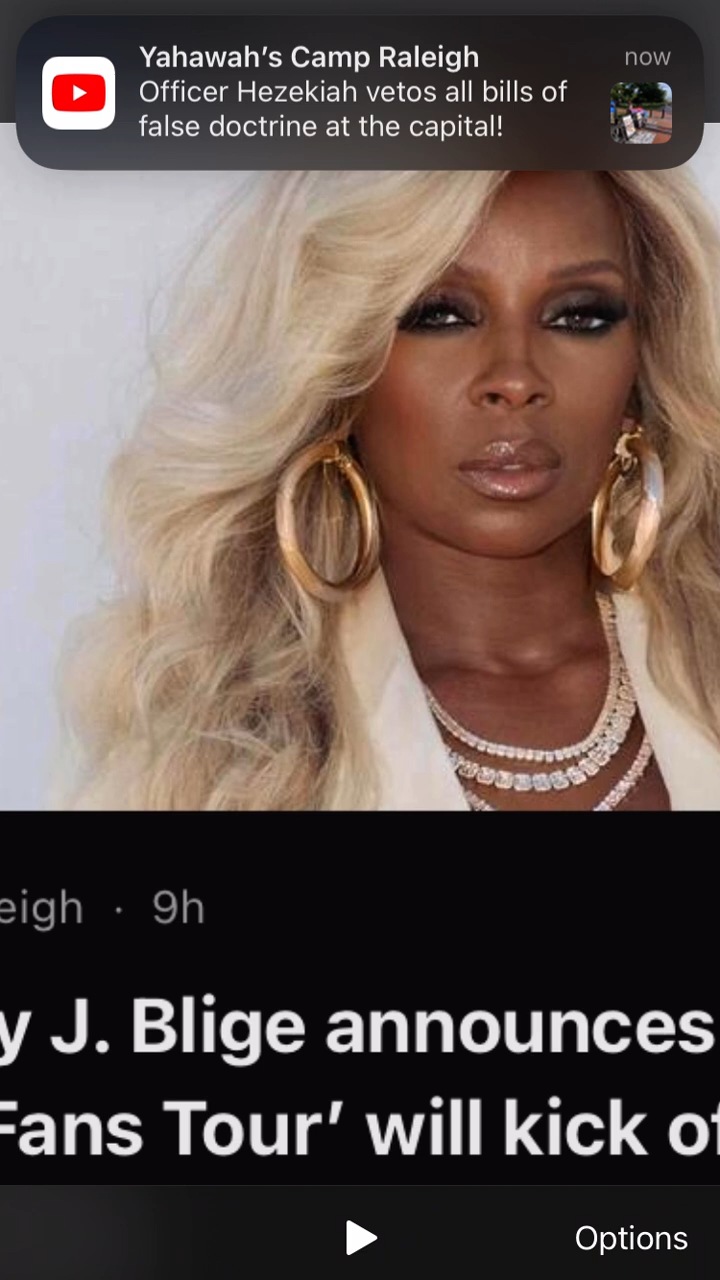 Yahawah’s Camp Raleigh now
Officer Hezekiah vetos all bills of
false doctrine at the capital!
eigh · 9h
y J. Blige announces
Fans Tour’ will kick of
Options